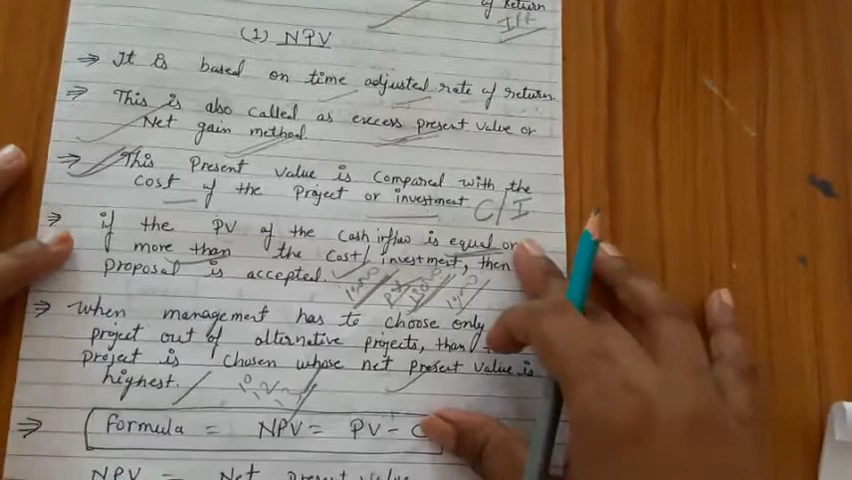 of Return
(1) NPV
⇒ It is based on time adjusted rate of return
⇒ This is also called as excess present value or
Net gain method.
⇒ This Present value is compared with the
cost of the Project or investment C/I
⇒ if the PV of the cash inflow is equal or
more than the cost/investment, then
proposal is accepted.
⇒ When management has to choose only
project out of alternative projects, than
project is chosen whose net present value is
highest.
⇒ Formula = NPV = PV - C
NPV = Net present value